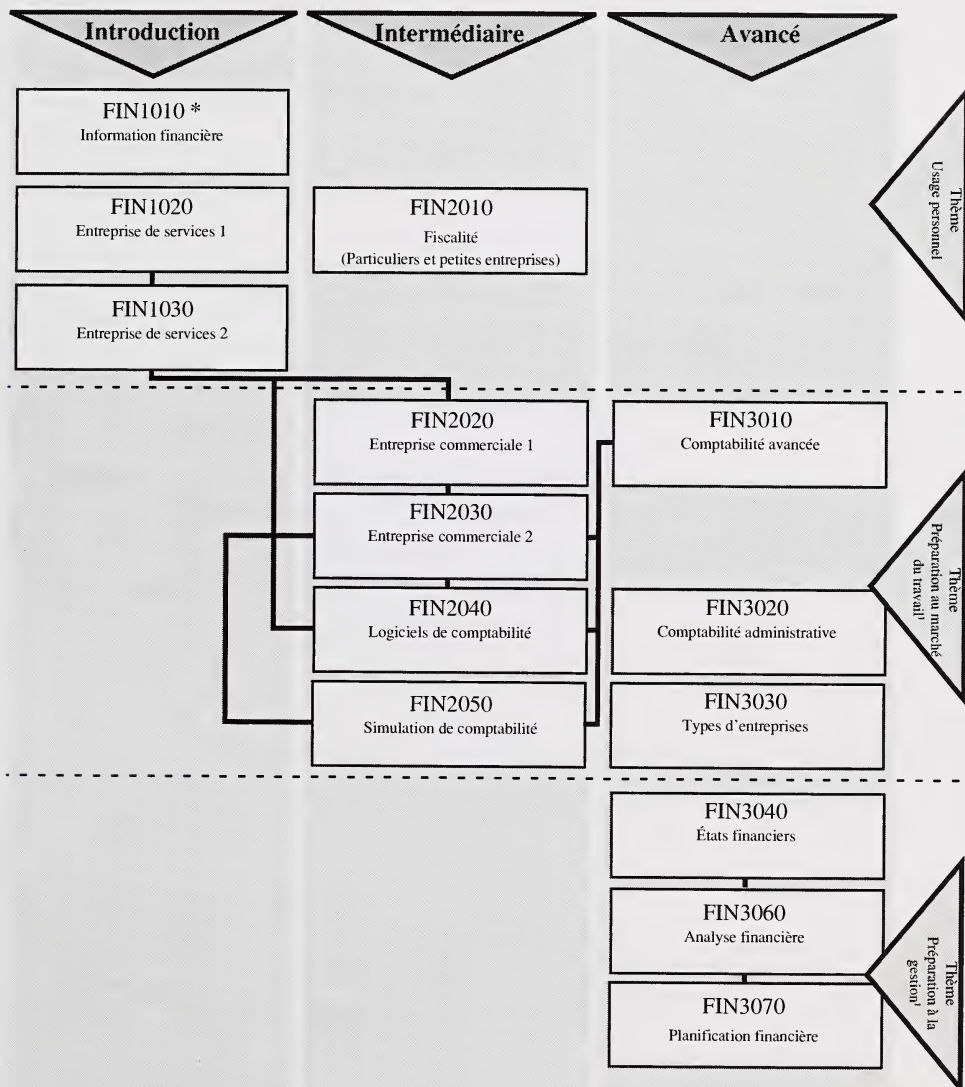 Introduction
Intermédiaire
Avancé
FIN1010 *
Information financière
FIN1020
Entreprise de services 1
FIN2010
Fiscalité
(Particuliers et petites entreprises)
Thème
Usage personnel
FIN1030
Entreprise de services 2
FIN2020
Entreprise commerciale 1
FIN3010
Comptabilité avancée
FIN2030
Entreprise commerciale 2
FIN2040
Logiciels de comptabilité
FIN3020
Comptabilité administrative
Thème
Préparation au marché
du travail¹
FIN2050
Simulation de comptabilité
FIN3030
Types d'entreprises
FIN3040
États financiers
FIN3060
Analyse financière
FIN3070
Planification financière
Thème
Préparation à la
gestion¹